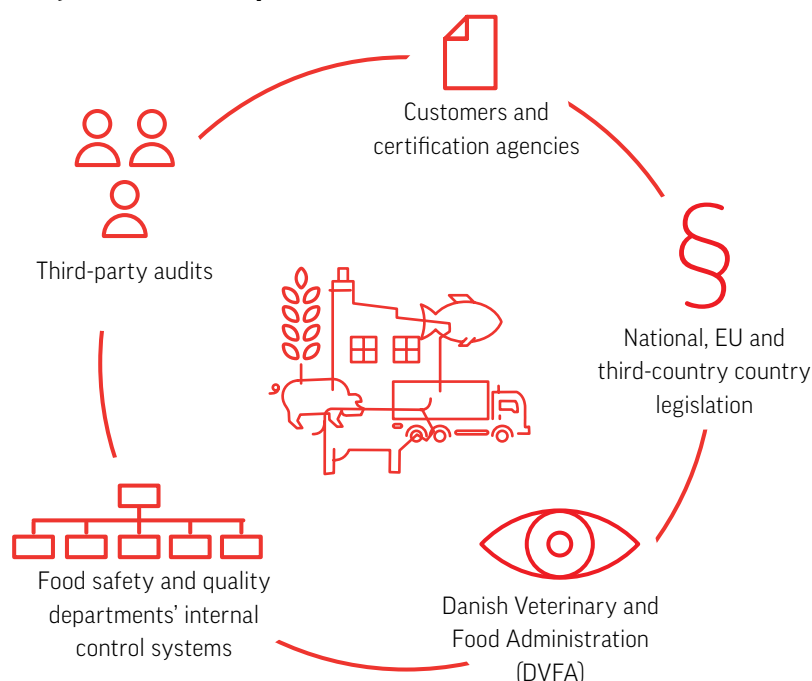 Customers and
certification agencies
Third-party audits
National, EU and
third-country country
legislation
Food safety and quality
departments' internal
control systems
Danish Veterinary and
Food Administration
(DVFA)